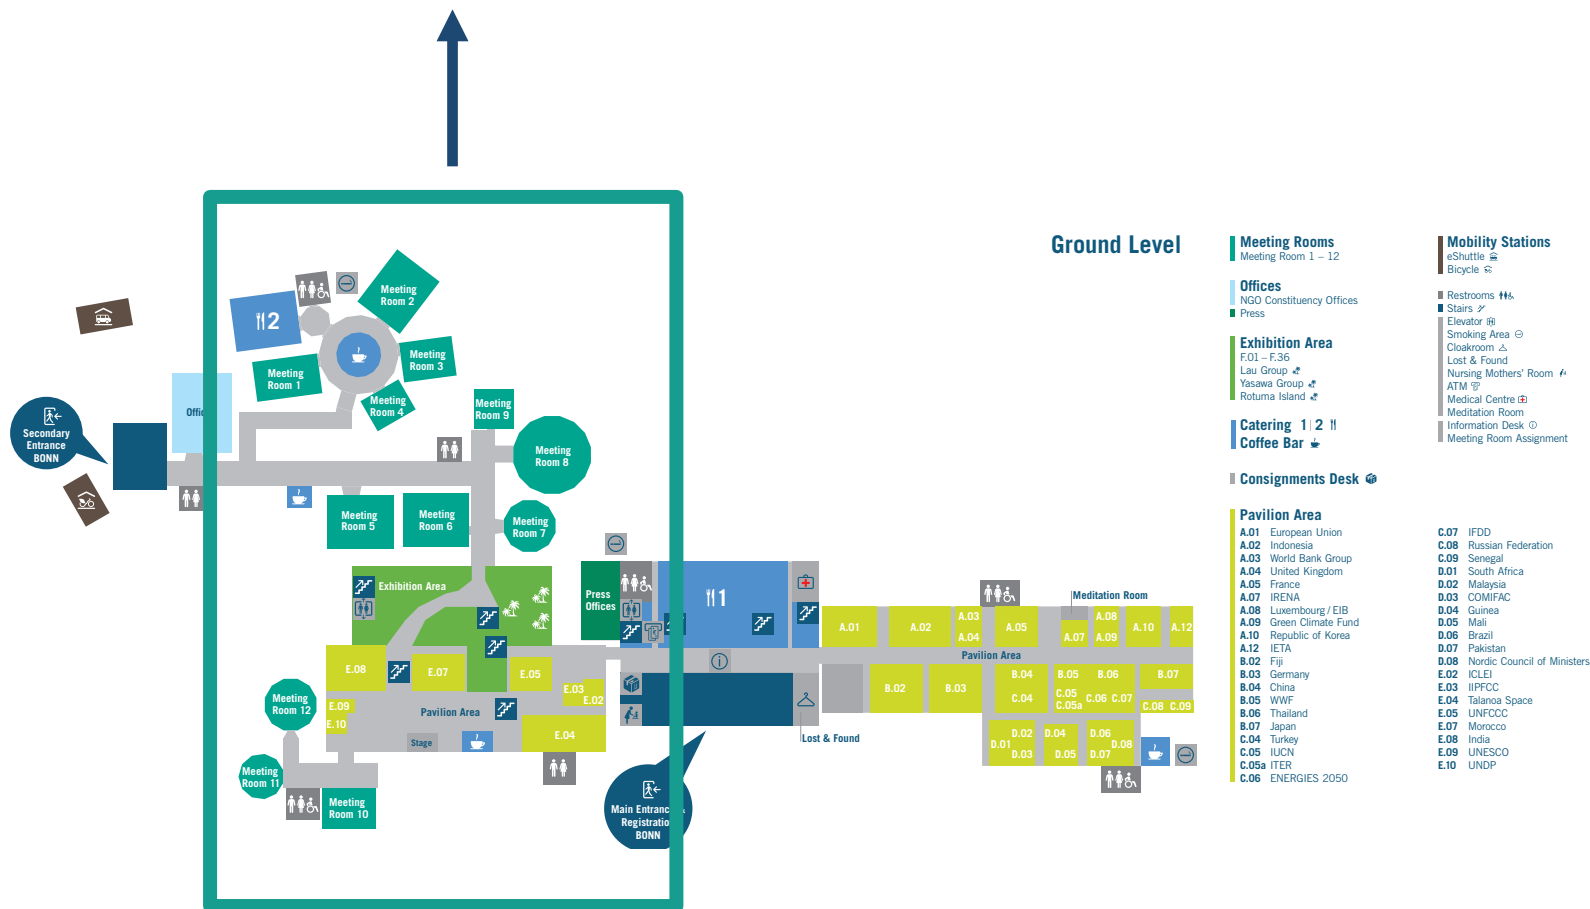 Ground Level
Meeting Rooms
Meeting Room 1 – 12
Offices
NGO Constituency Offices
Press
Exhibition Area
F.01 – F.36
Lau Group
Yasawa Group
Rotuma Island
Catering 1 | 2
Coffee Bar
Consignments Desk
Mobility Stations
eShuttle
Bicycle
Restrooms
Stairs
Elevator
Smoking Area
Cloakroom
Lost & Found
Nursing Mothers' Room
ATM
Medical Centre
Meditation Room
Information Desk
Meeting Room Assignment
Pavilion Area
A.01 European Union
A.02 Indonesia
A.03 World Bank Group
A.04 United Kingdom
A.05 France
A.07 IRENA
A.08 Luxembourg / EIB
A.09 Green Climate Fund
A.10 Republic of Korea
A.12 IETA
B.02 Fiji
B.03 Germany
B.04 China
B.05 WWF
B.06 Thailand
B.07 Japan
C.04 Turkey
C.05 IUCN
C.05a ITER
C.06 ENERGIES 2050
C.07 IFDD
C.08 Russian Federation
C.09 Senegal
D.01 South Africa
D.02 Malaysia
D.03 COMIFAC
D.04 Guinea
D.05 Mali
D.06 Brazil
D.07 Pakistan
D.08 Nordic Council of Ministers
E.02 ICLEI
E.03 IIPFCC
E.04 Talanoa Space
E.05 UNFCCC
E.07 Morocco
E.08 India
E.09 UNESCO
E.10 UNDP
Meeting
Room 2
2
Meeting
Room 3
Meeting
Room 1
Meeting
Room 4
Meeting
Room 9
Secondary
Entrance
BONN
Meeting
Room 8
Meeting
Room 5
Meeting
Room 6
Meeting
Room 7
Exhibition Area
Press
Offices
1
Meditation Room
A.01
A.02
A.03
A.04
A.05
A.07
A.08
A.09
A.10
A.12
Pavilion Area
B.02
B.03
B.04
C.04
B.05
C.05
C.05a
B.06
C.06
C.07
B.07
C.08
C.09
D.01
D.02
D.03
D.04
D.05
D.06
D.07
D.08
E.08
E.07
E.05
E.03
E.02
E.09
E.10
Pavilion Area
Stage
E.04
Lost & Found
Meeting
Room 12
Meeting
Room 11
Meeting
Room 10
Main
Registration
BONN